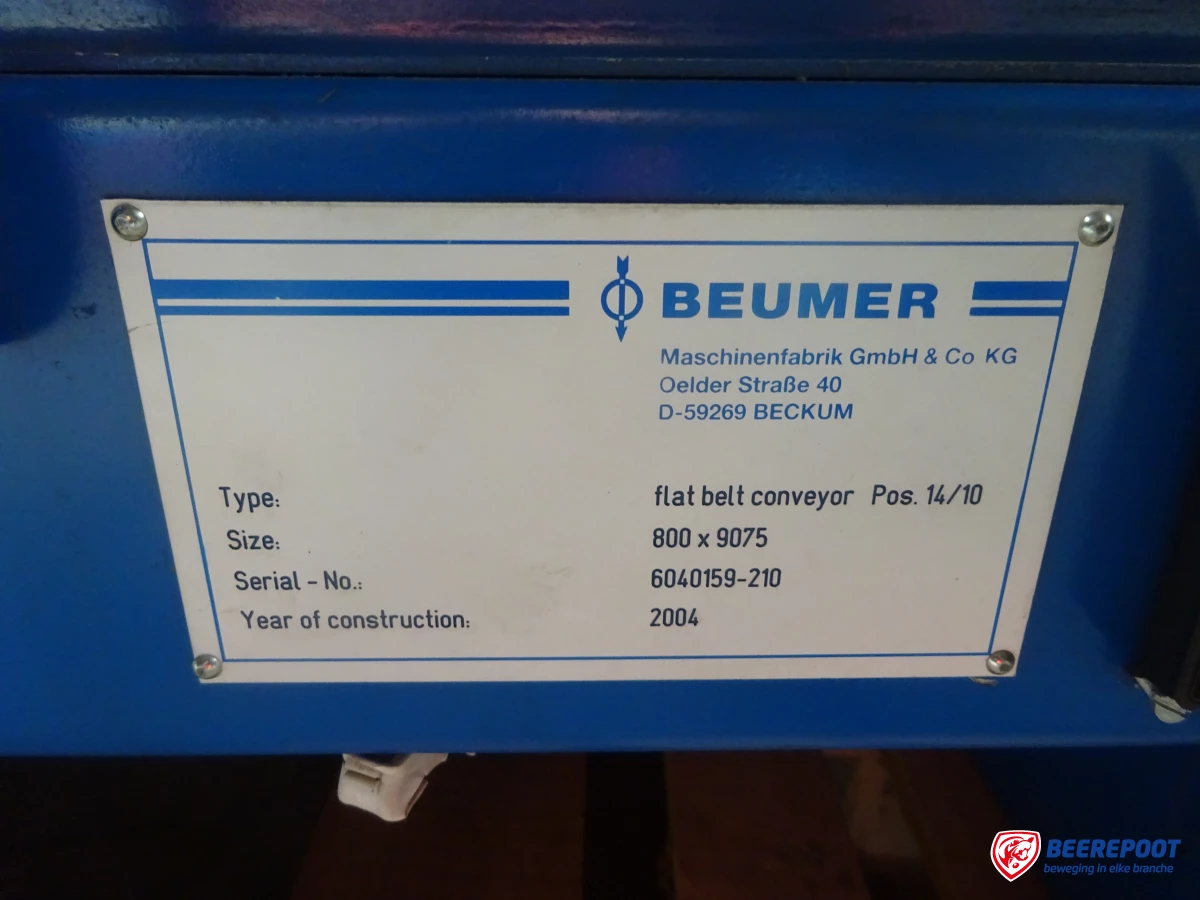 BEUMER
Maschinenfabrik GmbH & Co KG
Oelder Straße 40
D-59269 BECKUM
Type: flat belt conveyor Pos. 14/10
Size: 800 x 9075
Serial - No.: 6040159-210
Year of construction: 2004
BEEREPOOT
beweging in elke branche